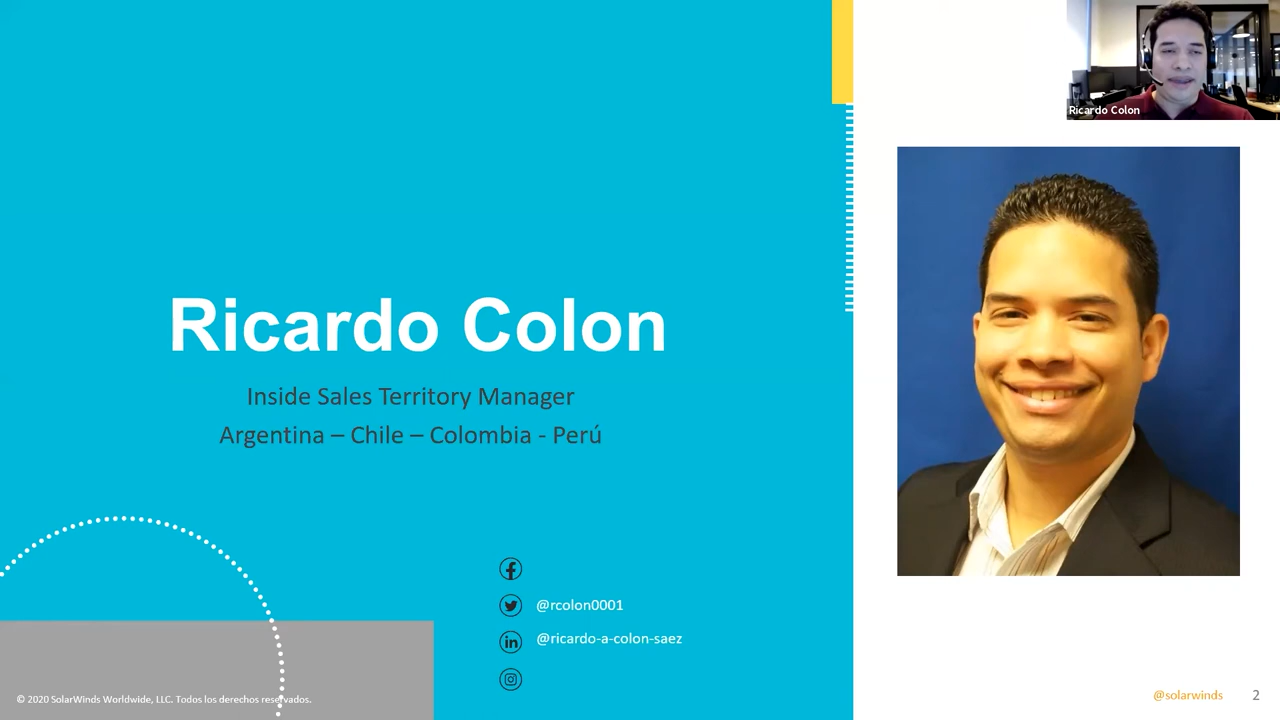 Ricardo Colon
Ricardo Colon
Inside Sales Territory Manager
Argentina – Chile – Colombia - Perú
@rcolon0001
@ricardo-a-colon-saez
© 2020 SolarWinds Worldwide, LLC. Todos los derechos reservados.
@solarwinds 2